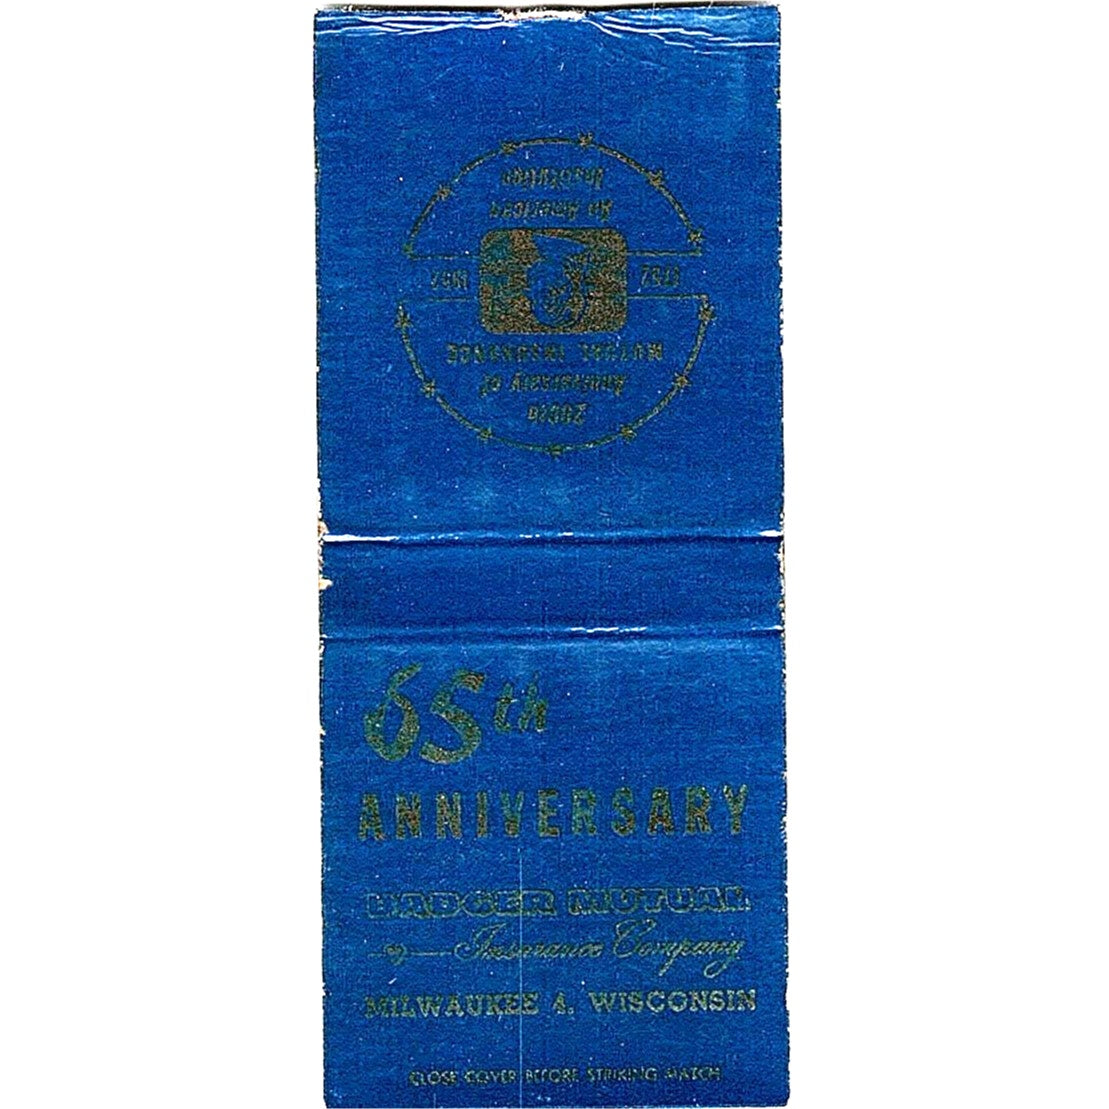 65th
ANNIVERSARY
BADGER MUTUAL
Insurance Company
MILWAUKEE 4, WISCONSIN
CLOSE COVER BEFORE STRIKING MATCH
200th
Anniversary of
MUTUAL INSURANCE
1752 1952
An American
Institution